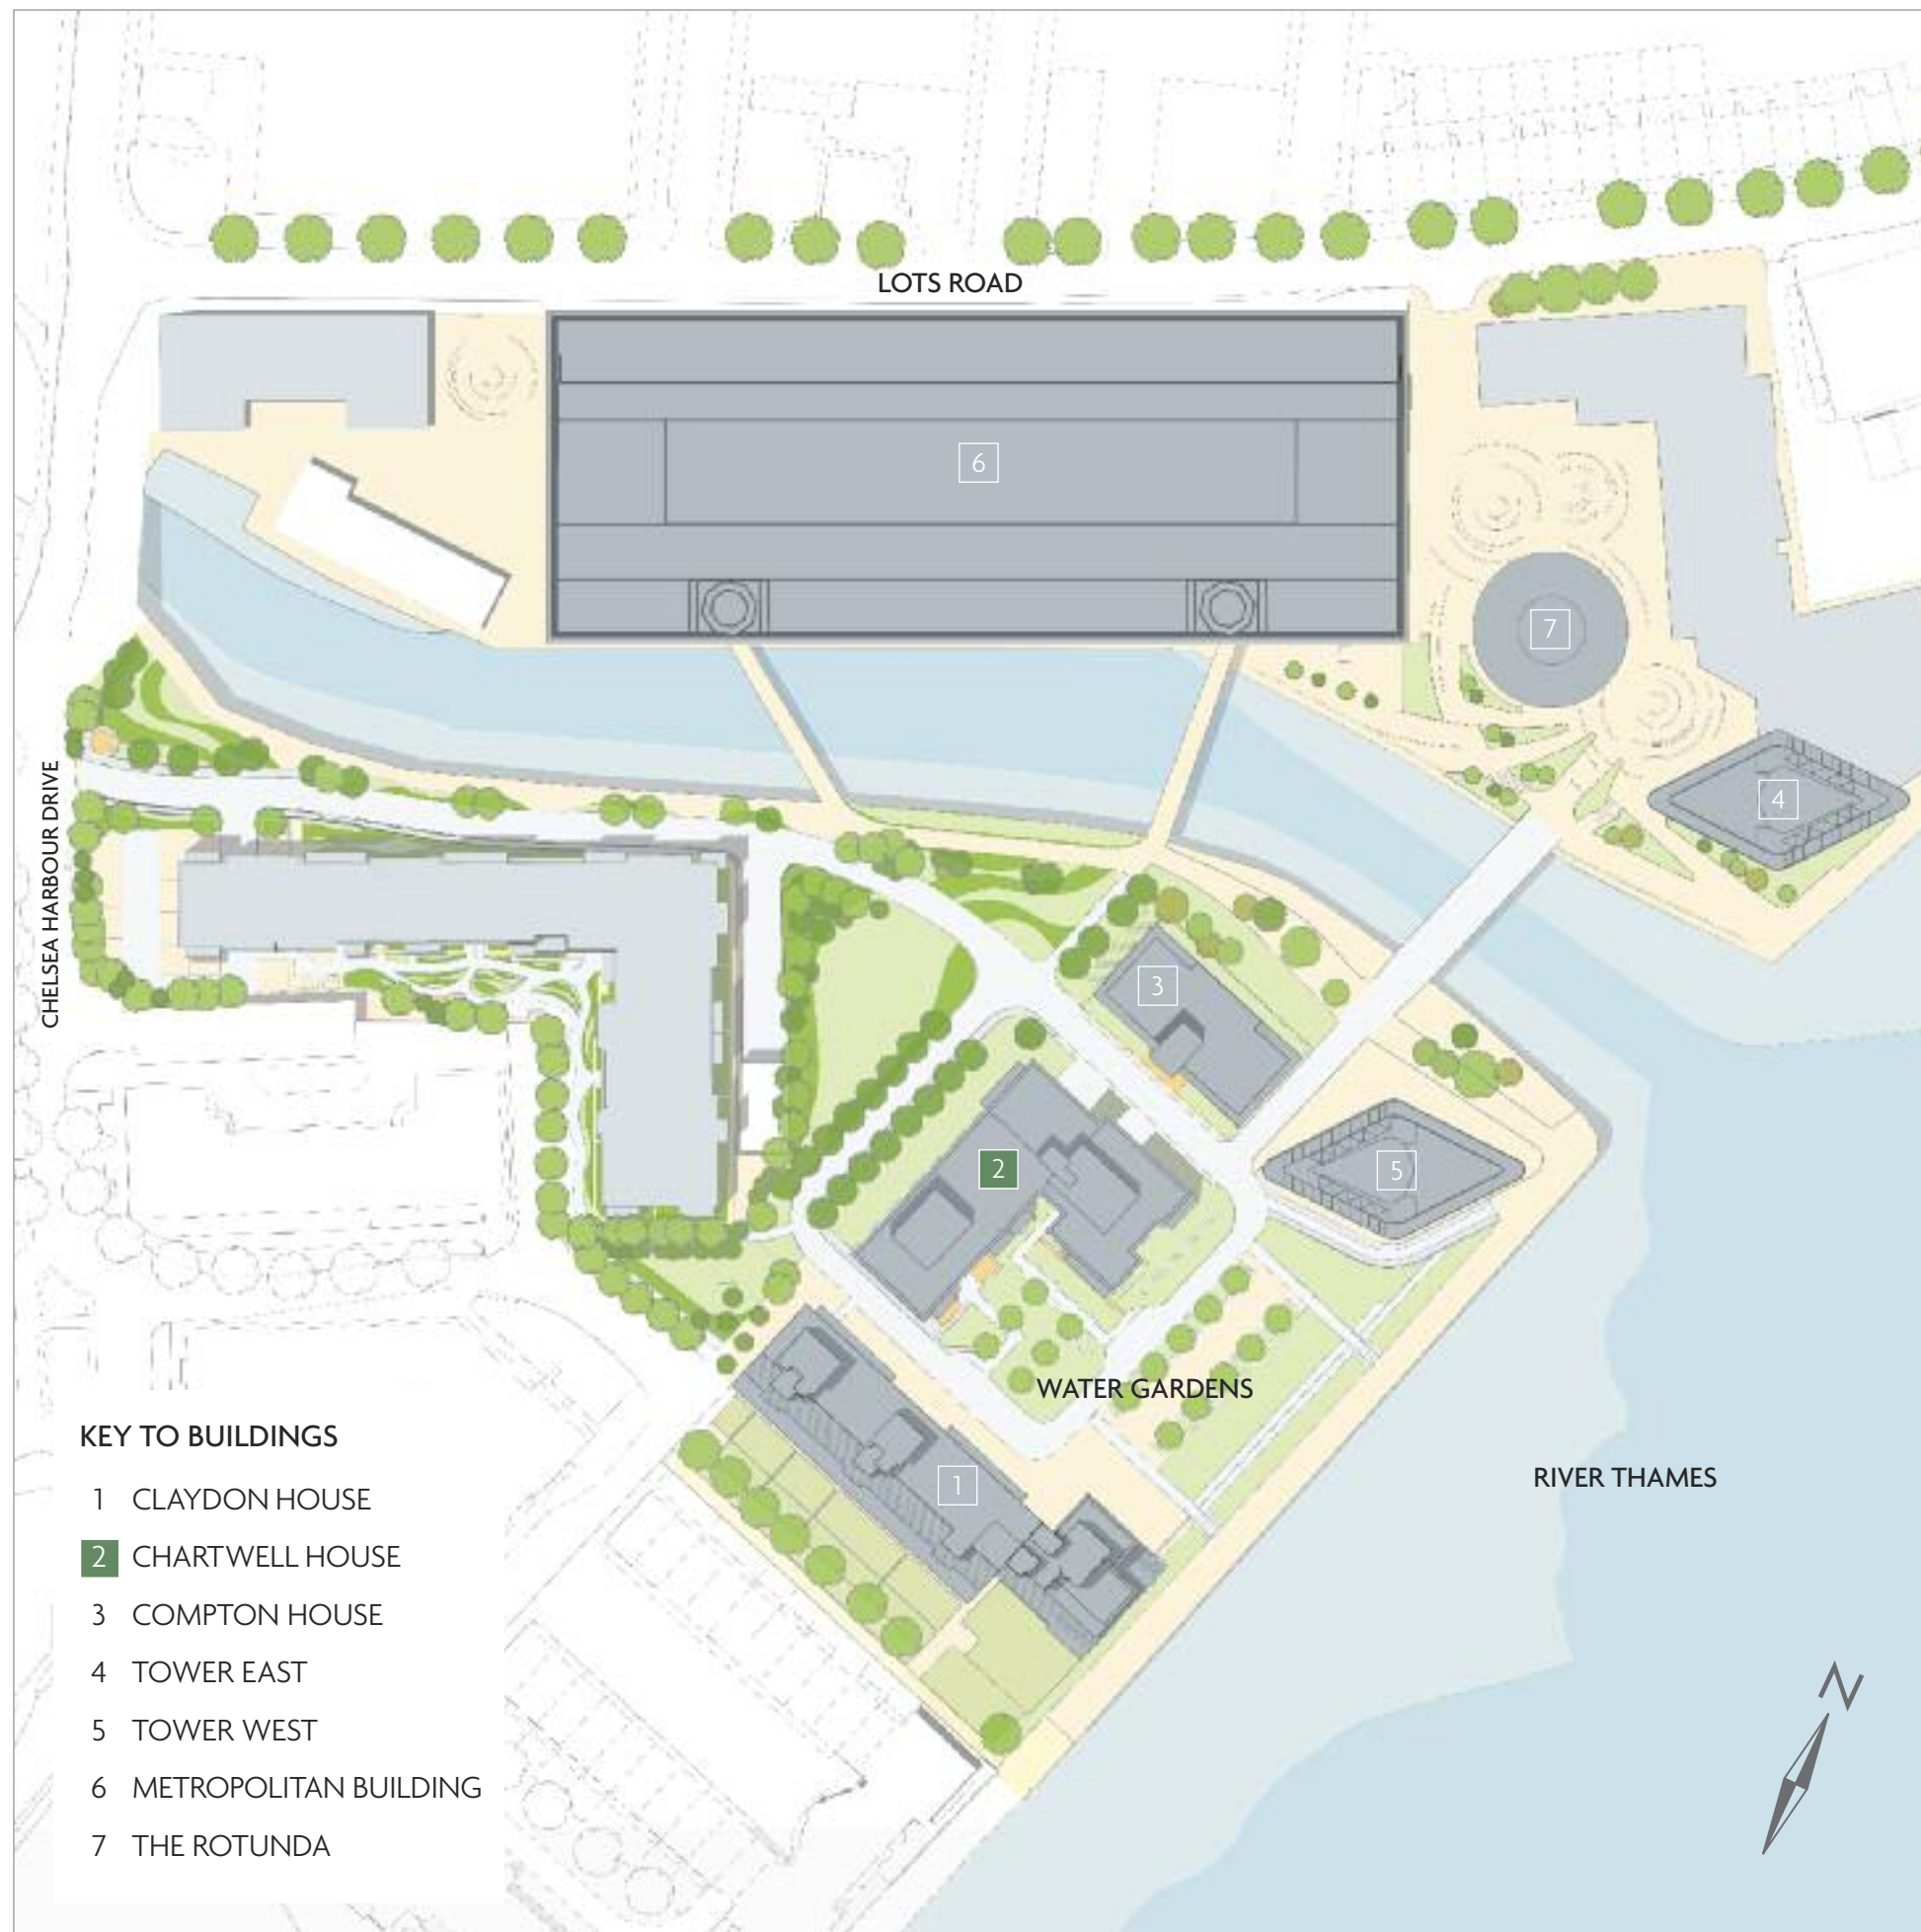 LOTS ROAD
6
7
4
CHELSEA HARBOUR DRIVE
3
2
5
WATER GARDENS
1
RIVER THAMES
KEY TO BUILDINGS
1 CLAYDON HOUSE
2 CHARTWELL HOUSE
3 COMPTON HOUSE
4 TOWER EAST
5 TOWER WEST
6 METROPOLITAN BUILDING
7 THE ROTUNDA
N